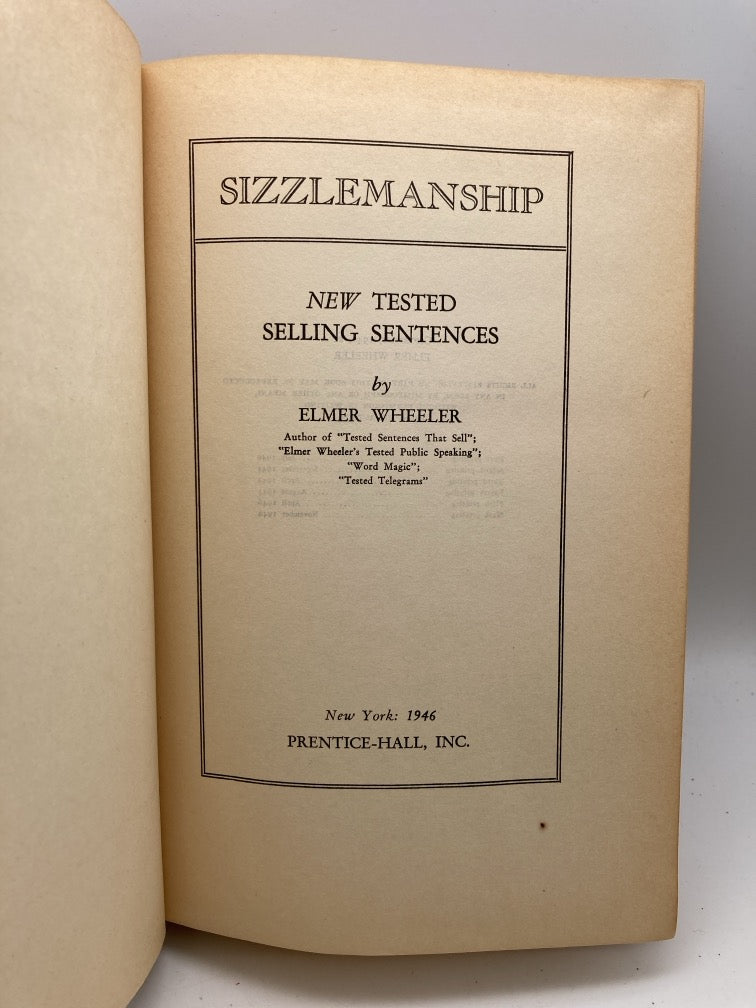 SIZZLEMANSHIP
NEW TESTED
SELLING SENTENCES
by
ELMER WHEELER
Author of "Tested Sentences That Sell";
"Elmer Wheeler's Tested Public Speaking";
"Word Magic";
"Tested Telegrams"
New York: 1946
PRENTICE-HALL, INC.